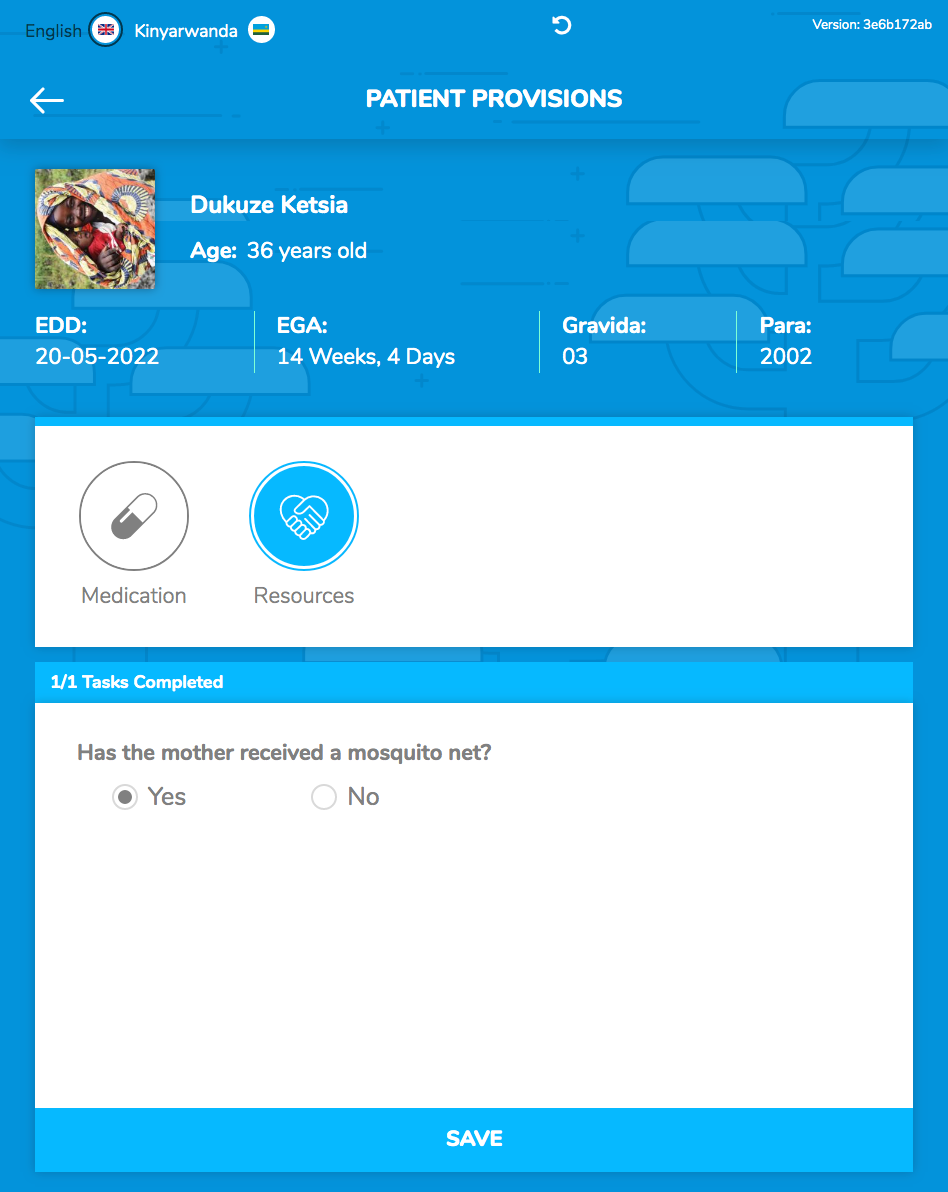 English Kinyarwanda Version: 3e6b172ab
PATIENT PROVISIONS
Dukuze Ketsia
Age: 36 years old
EDD: EGA: Gravida: Para:
20-05-2022 14 Weeks, 4 Days 03 2002
Medication Resources
1/1 Tasks Completed
Has the mother received a mosquito net?
Yes No
SAVE